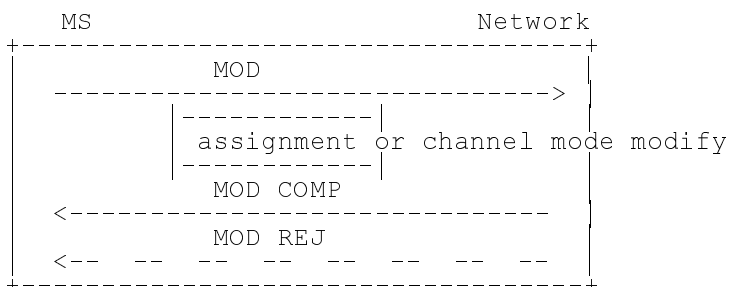 MS Network
MOD
assignment or channel mode modify
MOD COMP
MOD REJ